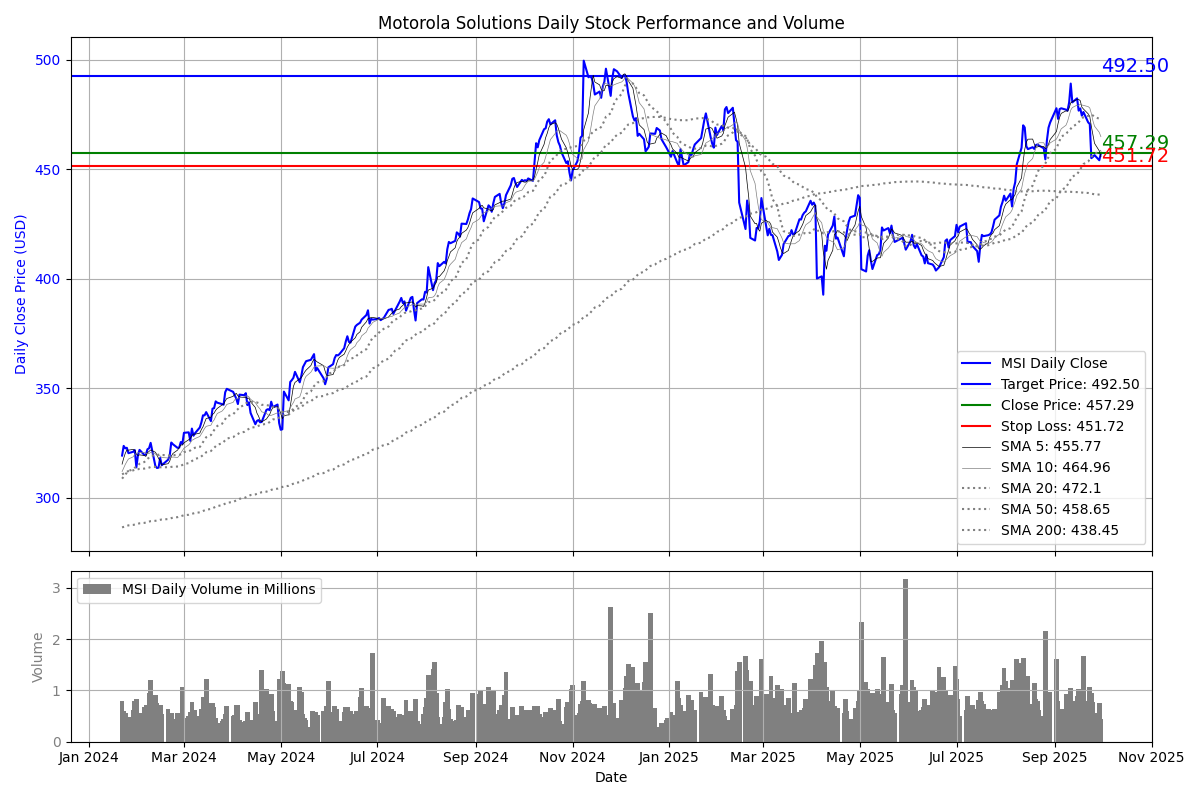 Motorola Solutions Daily Stock Performance and Volume
500
450
400
350
300
Daily Close Price (USD)
492.50
457.29
451.72
MSI Daily Close
Target Price: 492.50
Close Price: 457.29
Stop Loss: 451.72
SMA 5: 455.77
SMA 10: 464.96
SMA 20: 472.1
SMA 50: 458.65
SMA 200: 438.45
MSI Daily Volume in Millions
3
2
1
0
Volume
Jan 2024 Mar 2024 May 2024 Jul 2024 Sep 2024 Nov 2024 Jan 2025 Mar 2025 May 2025 Jul 2025 Sep 2025 Nov 2025
Date